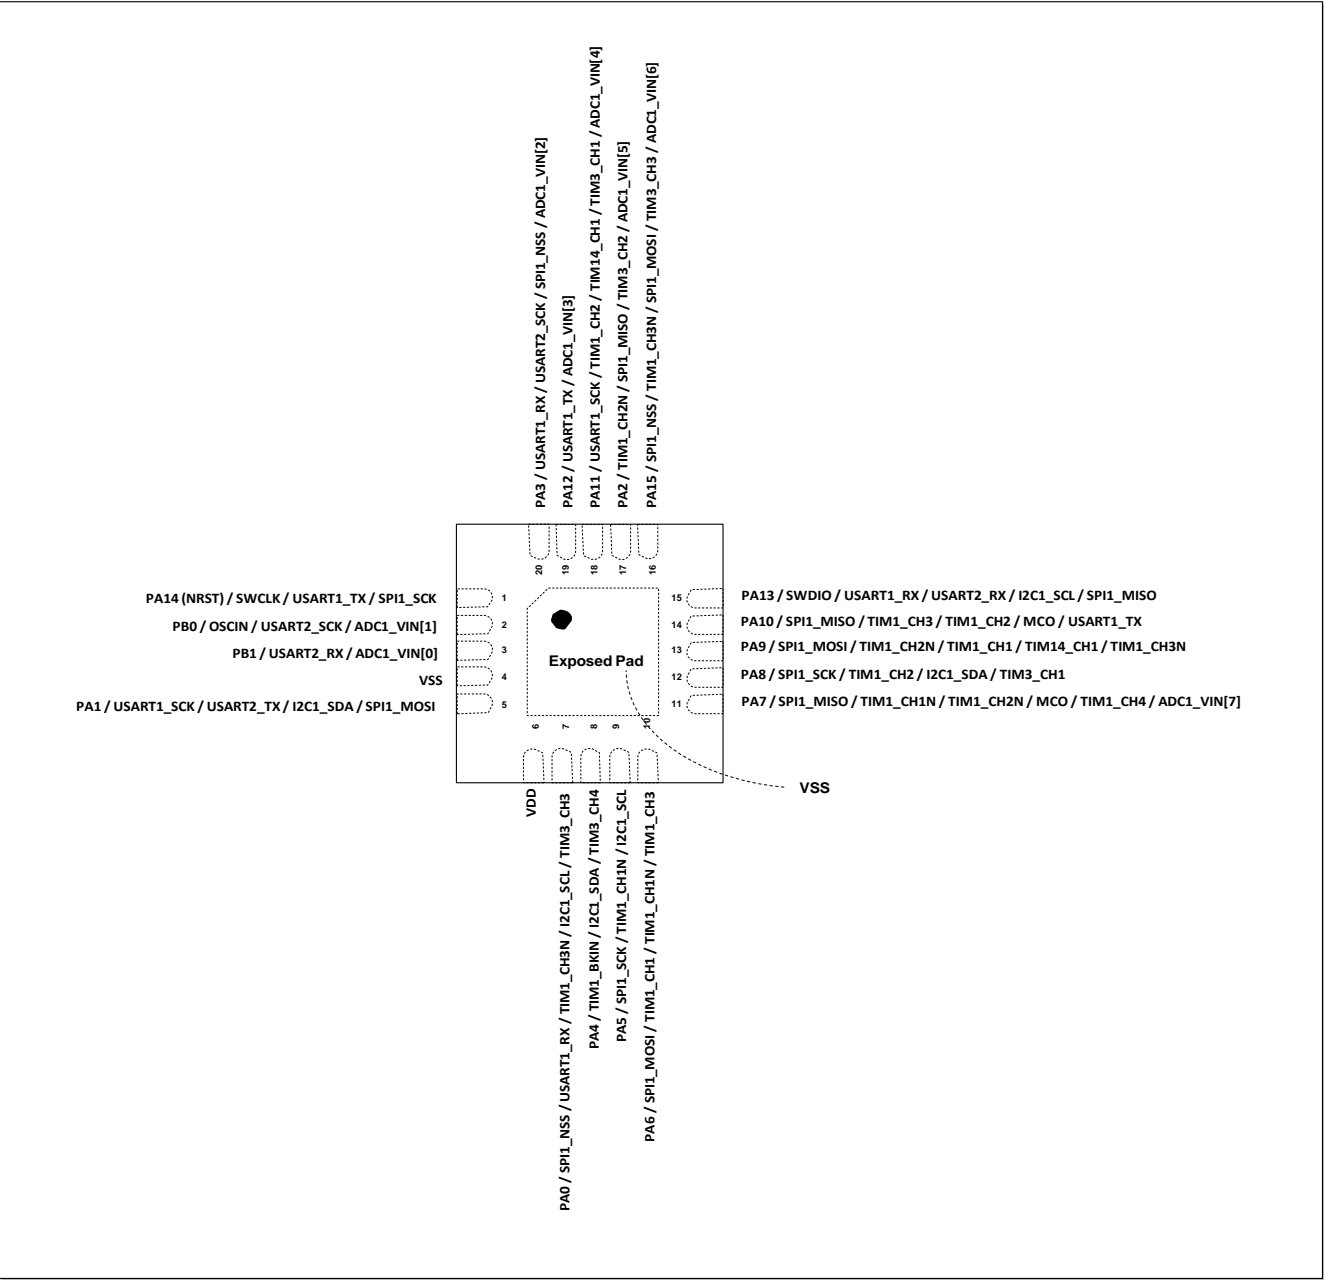 PA3 / USART1_RX / USART2_SCK / SPI1_NSS / ADC1_VIN[2]
PA12 / USART1_TX / ADC1_VIN[3]
PA11 / USART1_SCK / TIM1_CH2 / TIM14_CH1 / TIM3_CH1 / ADC1_VIN[4]
PA2 / TIM1_CH2N / SPI1_MISO / TIM3_CH2 / ADC1_VIN[5]
PA15 / SPI1_NSS / TIM1_CH3N / SPI1_MOSI / TIM3_CH3 / ADC1_VIN[6]
20
19
18
17
16
PA14 (NRST) / SWCLK / USART1_TX / SPI1_SCK
1
PB0 / OSCIN / USART2_SCK / ADC1_VIN[1]
2
PB1 / USART2_RX / ADC1_VIN[0]
3
VSS
4
PA1 / USART1_SCK / USART2_TX / I2C1_SDA / SPI1_MOSI
5
Exposed Pad
15
PA13 / SWDIO / USART1_RX / USART2_RX / I2C1_SCL / SPI1_MISO
14
PA10 / SPI1_MISO / TIM1_CH3 / TIM1_CH2 / MCO / USART1_TX
13
PA9 / SPI1_MOSI / TIM1_CH2N / TIM1_CH1 / TIM14_CH1 / TIM1_CH3N
12
PA8 / SPI1_SCK / TIM1_CH2 / I2C1_SDA / TIM3_CH1
11
PA7 / SPI1_MISO / TIM1_CH1N / TIM1_CH2N / MCO / TIM1_CH4 / ADC1_VIN[7]
6
7
8
9
10
VSS
VDD
PA0 / SPI1_NSS / USART1_RX / TIM1_CH3N / I2C1_SCL / TIM3_CH3
PA4 / TIM1_BKIN / I2C1_SDA / TIM3_CH4
PA5 / SPI1_SCK / TIM1_CH1N / I2C1_SCL
PA6 / SPI1_MOSI / TIM1_CH1 / TIM1_CH1N / TIM1_CH3